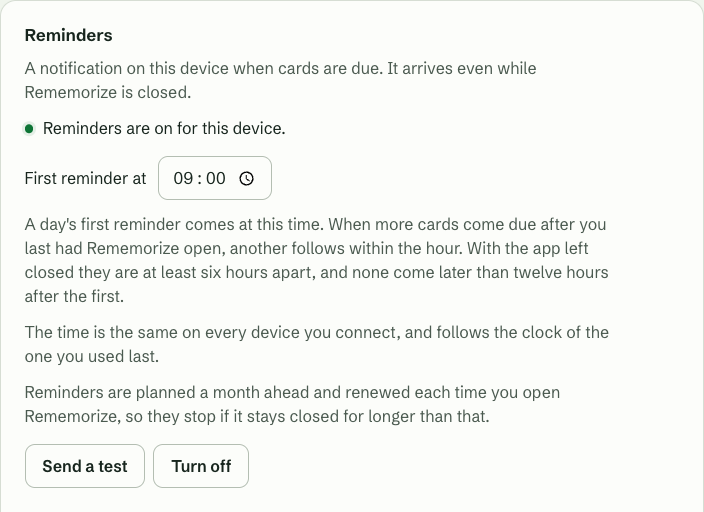 Reminders
A notification on this device when cards are due. It arrives even while
Rememorize is closed.
Reminders are on for this device.
First reminder at 09:00
A day's first reminder comes at this time. When more cards come due after you
last had Rememorize open, another follows within the hour. With the app left
closed they are at least six hours apart, and none come later than twelve hours
after the first.
The time is the same on every device you connect, and follows the clock of the
one you used last.
Reminders are planned a month ahead and renewed each time you open
Rememorize, so they stop if it stays closed for longer than that.
Send a test Turn off